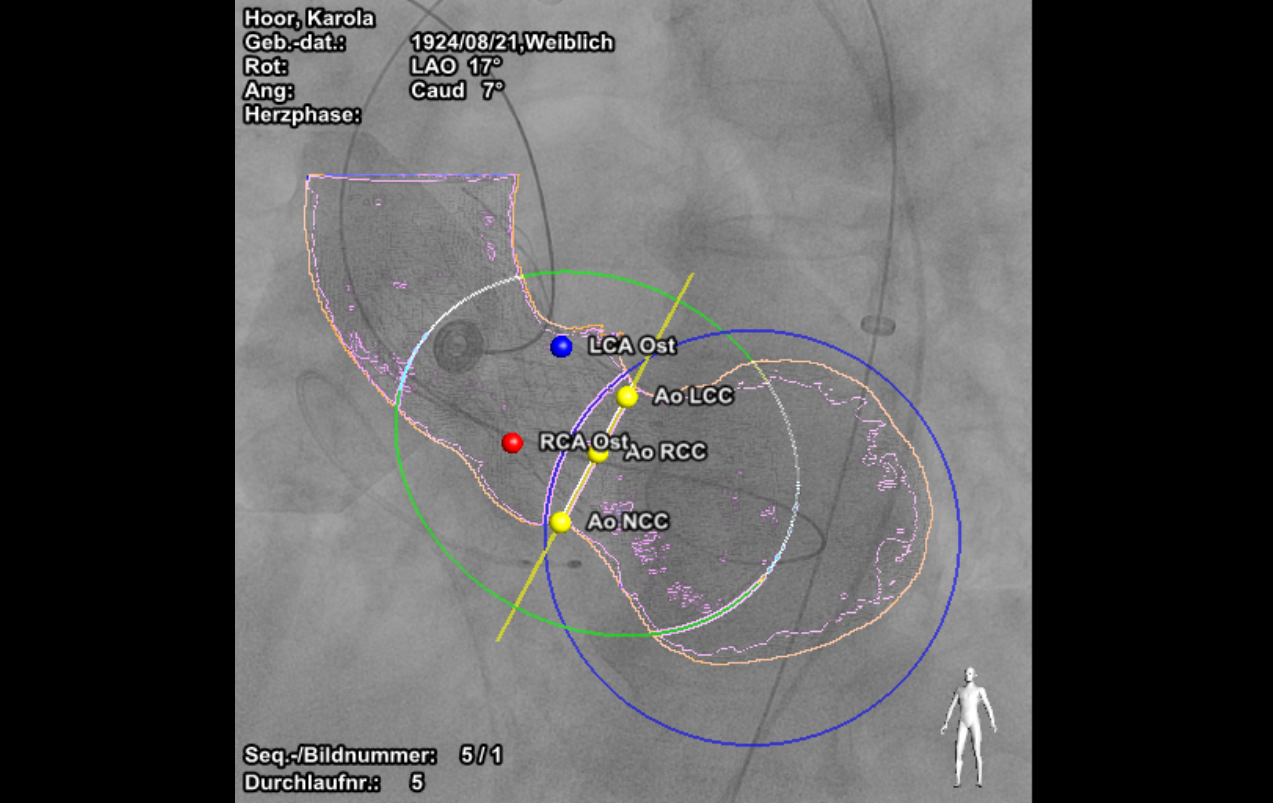 Hoor, Karola
Geb.-dat.: 1924/08/21,Weiblich
Rot: LAO 17°
Ang: Caud 7°
Herzphase:
LCA Ost
Ao LCC
RCA Ost
Ao RCC
Ao NCC
Seq.-/Bildnummer: 5 / 1
Durchlaufnr.: 5